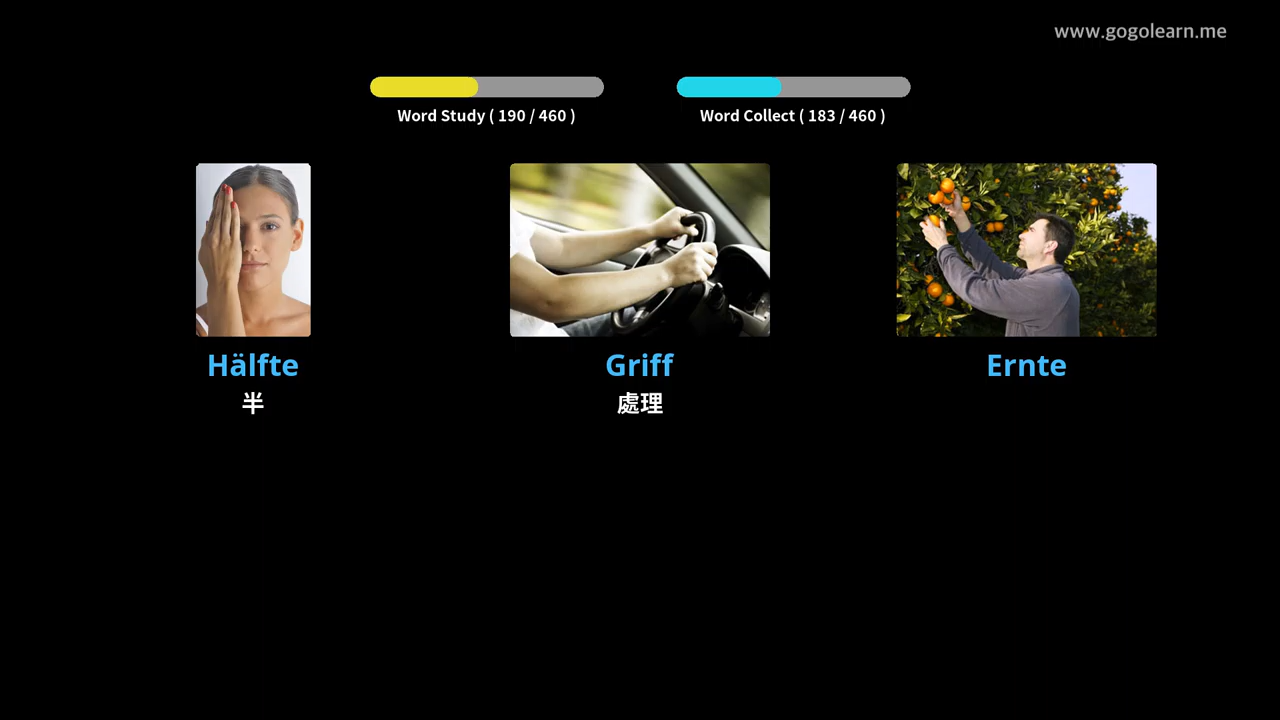 www.gogolearn.me
Word Study ( 190 / 460 )
Word Collect ( 183 / 460 )
Hälfte
Griff
Ernte
半
處理